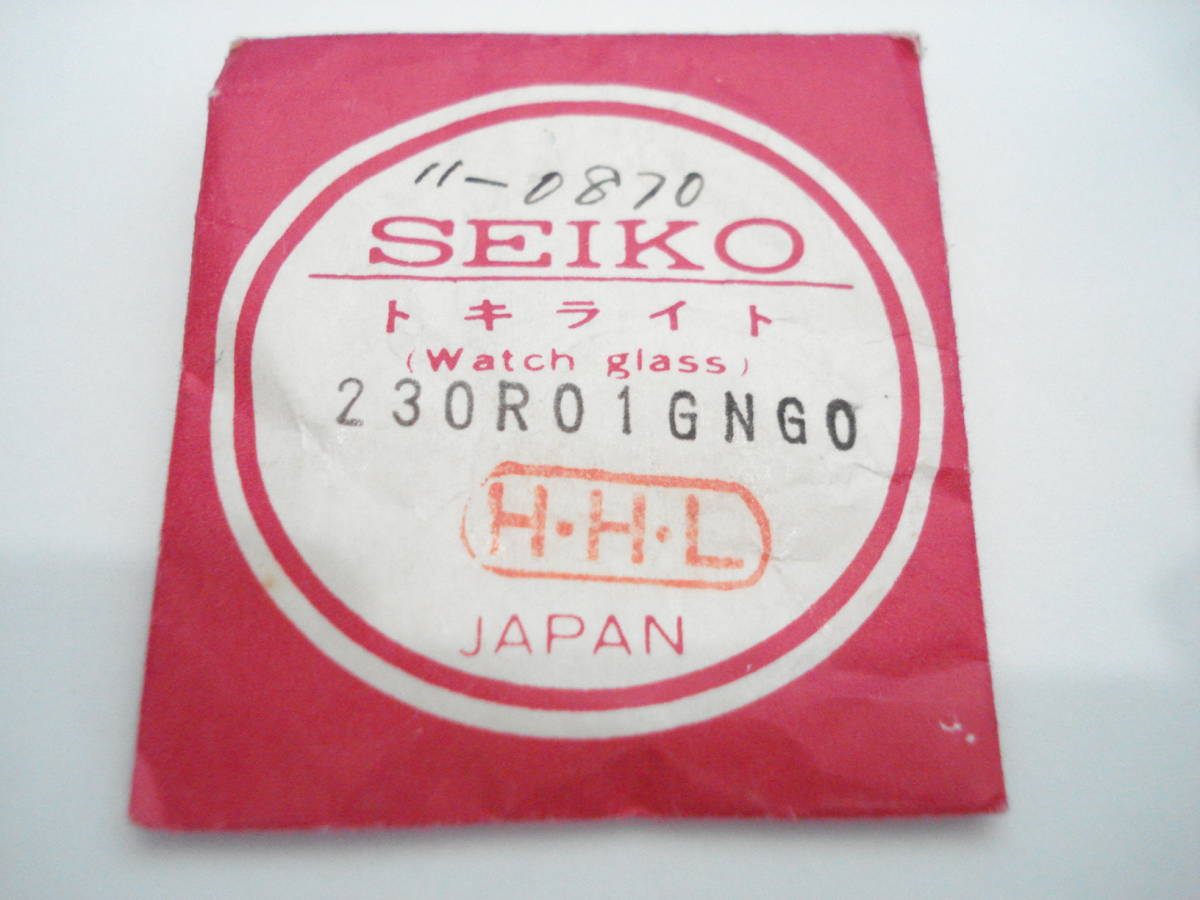 11-0870
SEIKO
トキライト
(Watch glass)
230R01GNG0
H·H·L
JAPAN